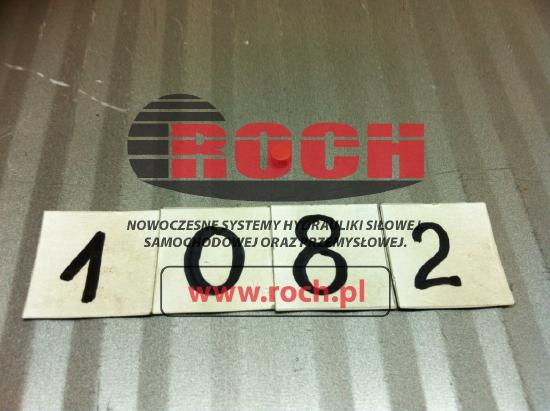 ROCH
NOWOCZESNE SYSTEMY HYDRAULIKI SIŁOWEJ,
SAMOCHODOWEJ ORAZ PRZEMYSŁOWEJ.
1 0 8 2
www.roch.pl